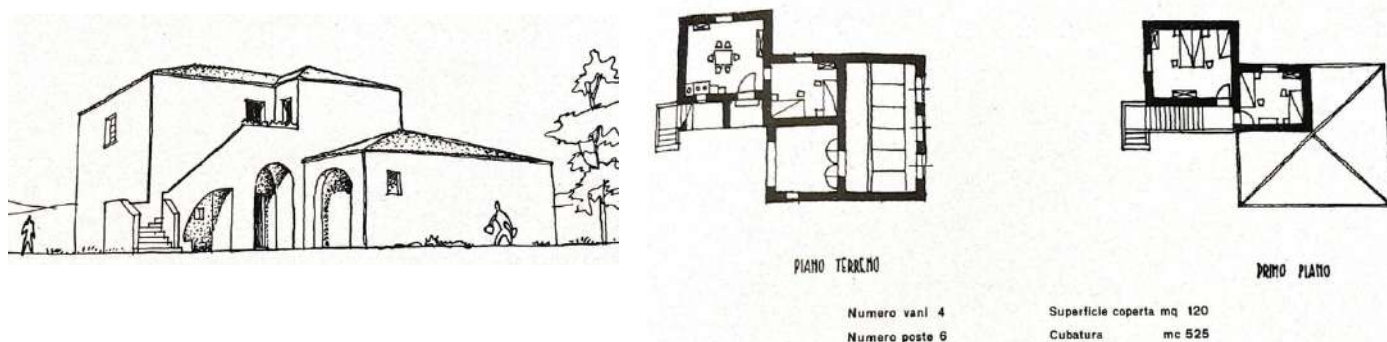 PIANO TERRENO
PRIMO PIANO
Numero vani 4
Numero poste 6
Superficie coperta mq 120
Cubatura mc 525